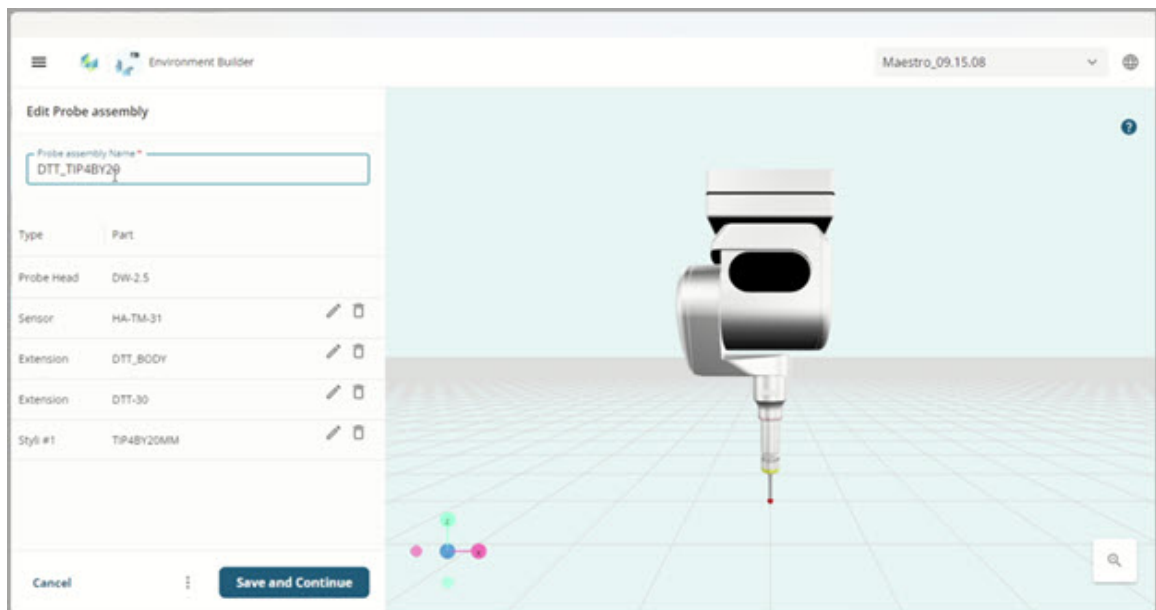 Environment Builder
Maestro_09.15.08
Edit Probe assembly
Probe assembly Name *
DTT_TIP4BY20
Type Part
Probe Head DW-2.5
Sensor HA-TM-31
Extension DTT_BODY
Extension DTT-30
Styli #1 TIP4BY20MM
Cancel
Save and Continue